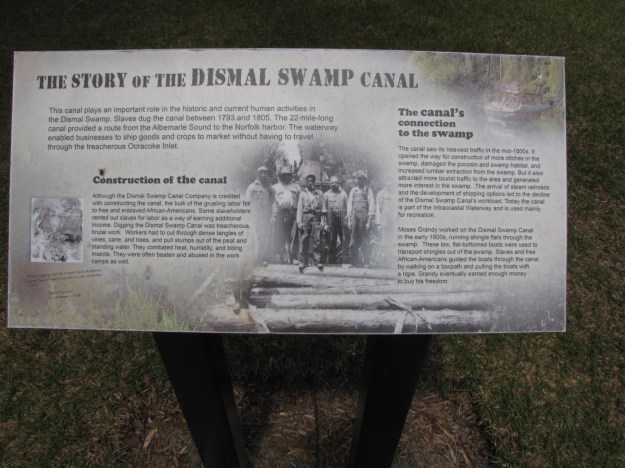 THE STORY OF THE DISMAL SWAMP CANAL
This canal plays an important role in the historic and current human activities in
the Dismal Swamp. Slaves dug the canal between 1793 and 1805. The 22-mile-long
canal provided a route from the Albemarle Sound to the Norfolk harbor. The waterway
enabled businesses to ship goods and crops to market without having to travel
through the treacherous Ocracoke Inlet.
Construction of the canal
Although the Dismal Swamp Canal Company is credited
with constructing the canal, the bulk of the grueling labor fell
to free and enslaved African-Americans. Some slaveholders
rented out slaves for labor as a way of earning additional
income. Digging the Dismal Swamp Canal was treacherous,
brutal work. Workers had to cut through dense tangles of
vines, cane, and trees, and pull stumps out of the peat and
standing water. They combated heat, humidity, and biting
insects. They were often beaten and abused in the work
camps as well.
The canal's
connection
to the swamp
The canal saw its heaviest traffic in the mid-1800s. It
opened the way for construction of more ditches in the
swamp, damaged the pocosin and swamp habitat, and
increased lumber extraction from the swamp. But it also
attracted more tourist traffic to the area and generated
more interest in the swamp. The arrival of steam railroads
and the development of shipping options led to the decline
of the Dismal Swamp Canal's workload. Today the canal
is a part of the Intracoastal Waterway and is used mainly
for recreation.
Moses Grandy worked on the Dismal Swamp Canal
in the early 1800s, running shingle flats through the
swamp. These low, flat-bottomed boats were used to
transport shingles out of the swamp. Slaves and free
African-Americans guided the boats through the canal
by walking on a towpath and pulling the boats with
a rope. Grandy eventually earned enough money
to buy his freedom.